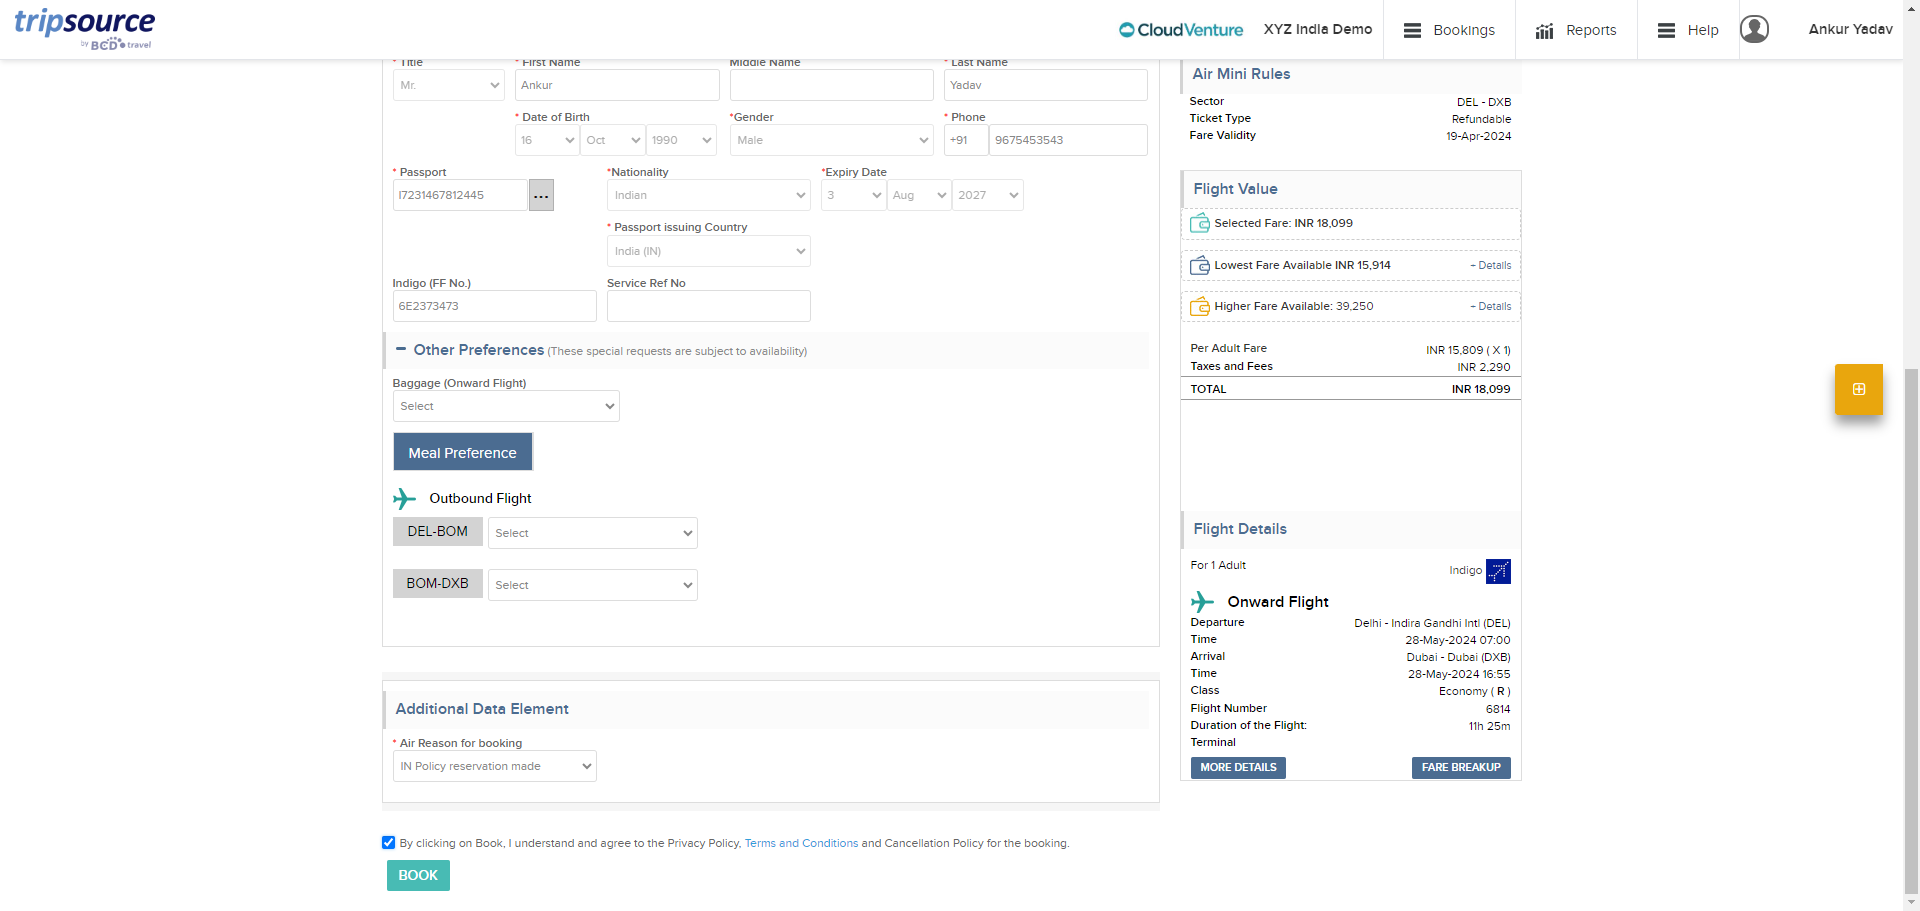 tripsource
by BCD travel
CloudVenture
XYZ India Demo
Bookings
Reports
Help
Ankur Yadav
* Title
* First Name
Middle Name
* Last Name
Mr.
Ankur
Yadav
* Date of Birth
*Gender
* Phone
16
Oct
1990
Male
+91
9675453543
* Passport
*Nationality
*Expiry Date
I7231467812445
...
Indian
3
Aug
2027
* Passport issuing Country
India (IN)
Indigo (FF No.)
Service Ref No
6E2373473
Other Preferences (These special requests are subject to availability)
Baggage (Onward Flight)
Select
Meal Preference
Outbound Flight
DEL-BOM
Select
BOM-DXB
Select
Additional Data Element
* Air Reason for booking
IN Policy reservation made
By clicking on Book, I understand and agree to the Privacy Policy, Terms and Conditions and Cancellation Policy for the booking.
BOOK
Air Mini Rules
Sector DEL - DXB
Ticket Type Refundable
Fare Validity 19-Apr-2024
Flight Value
Selected Fare: INR 18,099
Lowest Fare Available INR 15,914 + Details
Higher Fare Available: 39,250 + Details
Per Adult Fare INR 15,809 ( X 1)
Taxes and Fees INR 2,290
TOTAL INR 18,099
Flight Details
For 1 Adult Indigo
Onward Flight
Departure Delhi - Indira Gandhi Intl (DEL)
Time 28-May-2024 07:00
Arrival Dubai - Dubai (DXB)
Time 28-May-2024 16:55
Class Economy ( R )
Flight Number 6814
Duration of the Flight: 11h 25m
Terminal
MORE DETAILS
FARE BREAKUP